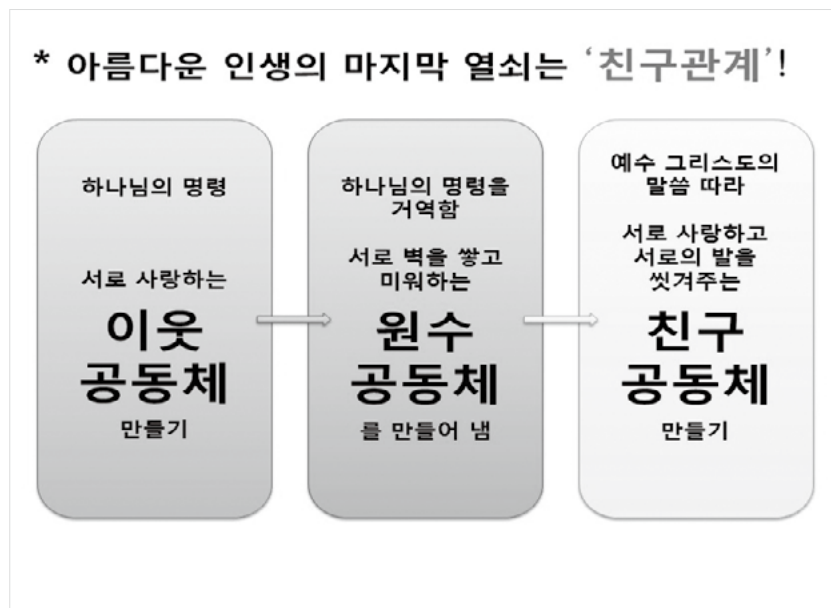 * 아름다운 인생의 마지막 열쇠는 ‘친구관계’!
하나님의 명령
서로 사랑하는
이웃
공동체
만들기
하나님의 명령을
거역함
서로 벽을 쌓고
미워하는
원수
공동체
를 만들어 냄
예수 그리스도의
말씀 따라
서로 사랑하고
서로의 발을
씻겨주는
친구
공동체
만들기